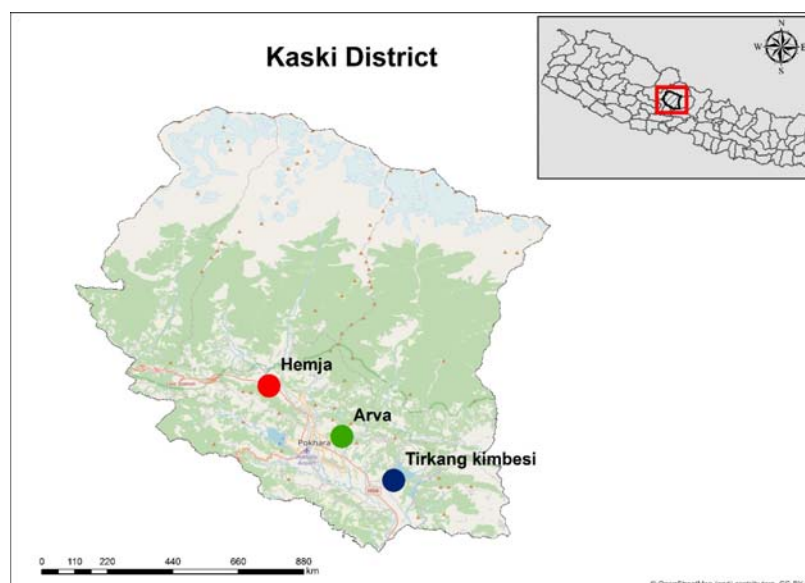 Kaski District
N
W
E
S
Hemja
Arva
Pokhara
Tirkang kimbesi
0 110 220 440 660 880
km